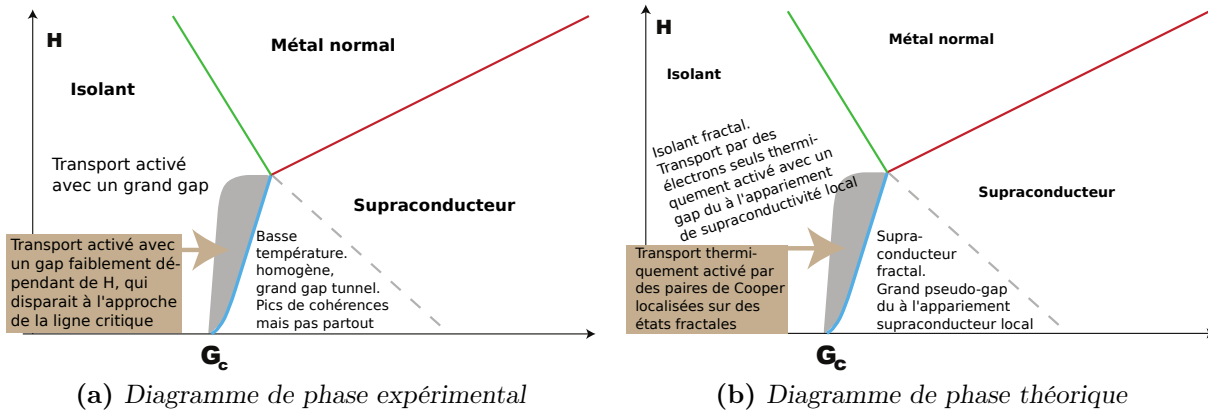 H
Métal normal
Isolant
Transport activé
avec un grand gap
Supraconducteur
Transport activé avec
un gap faiblement dé-
pendant de H, qui
disparait à l'approche
de la ligne critique
Basse
température.
homogène,
grand gap tunnel.
Pics de cohérences
mais pas partout
Gc
(a) Diagramme de phase expérimental
H
Métal normal
Isolant
Isolant fractal.
Transport par des
électrons seuls thermi-
quement activé avec un
gap du à l'appariement
de supraconductivité local
Supraconducteur
Transport thermi-
quement activé par
des paires de Cooper
localisées sur des
états fractales
Supra-
conducteur
fractal.
Grand pseudo-gap
du à l'appariement
supraconducteur local
Gc
(b) Diagramme de phase théorique